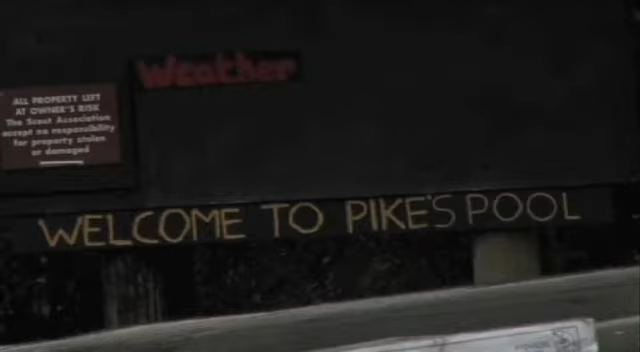 Weather
ALL PROPERTY LEFT
AT OWNER'S RISK
The Scout Association
accept no responsibility
for property stolen
or damaged
WELCOME TO PIKE'S POOL